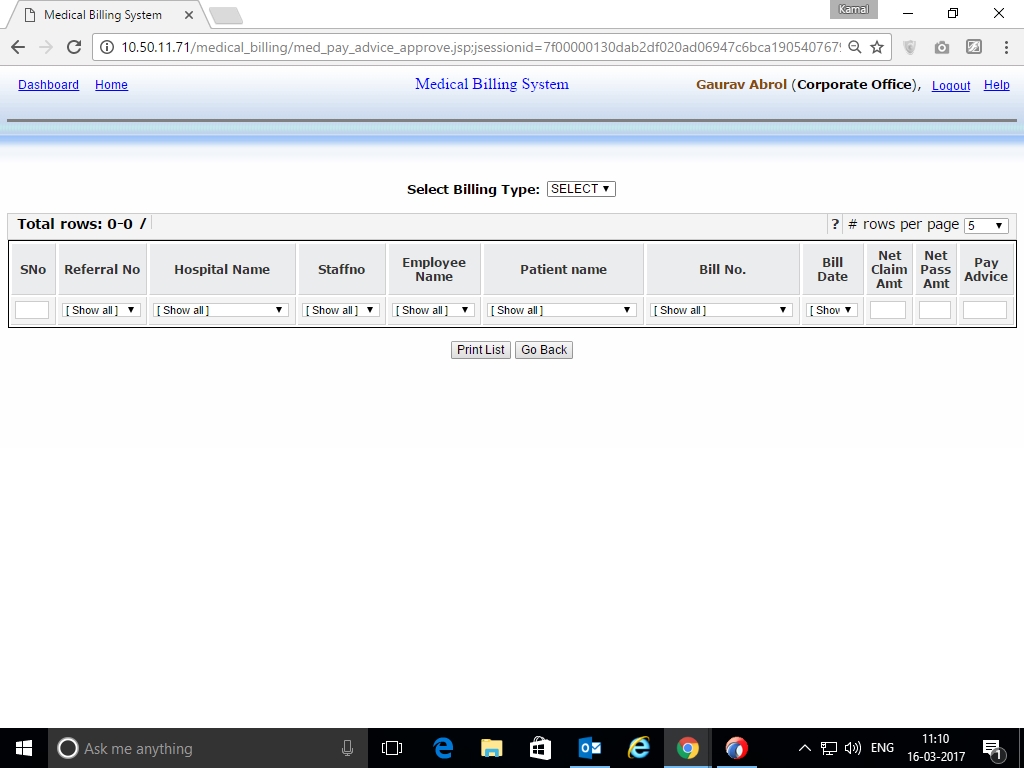 Medical Billing System
Kamal
10.50.11.71/medical_billing/med_pay_advice_approve.jsp;jsessionid=7f00000130dab2df020ad06947c6bca1905407679
Dashboard Home Medical Billing System Gaurav Abrol (Corporate Office), Logout Help
Select Billing Type: SELECT
Total rows: 0-0 / ? # rows per page 5
SNo Referral No Hospital Name Staffno Employee Name Patient name Bill No. Bill Date Net Claim Amt Net Pass Amt Pay Advice
[ Show all ] [ Show all ] [ Show all ] [ Show all ] [ Show all ] [ Show all ] [ Shov
Print List Go Back
Ask me anything
ENG
11:10
16-03-2017
1